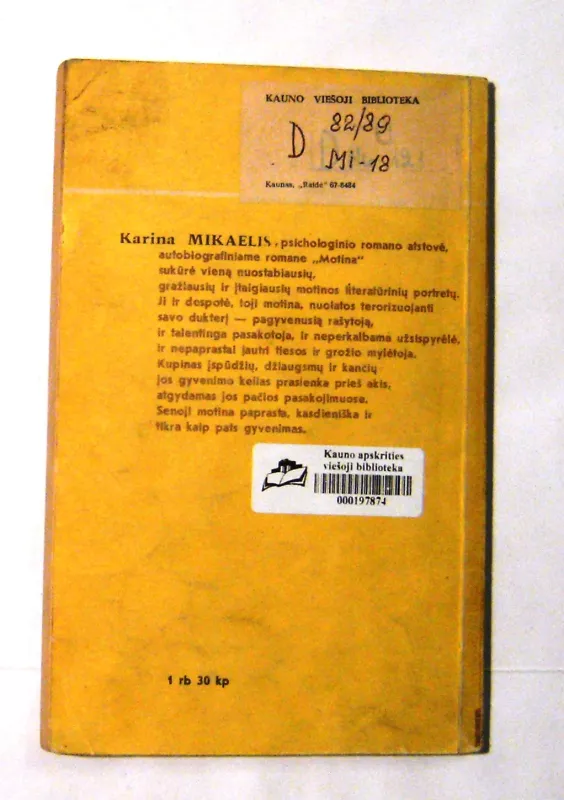 KAUNO VIEŠOJI BIBLIOTEKA
D 82/89
Mi-18
Kaunas, „Raidė" 67-8484
Karina MIKAELIS, psichologinio romano atstovė,
autobiografiniame romane „Motina"
sukūrė vieną nuostabiausių,
gražiausių ir įtaigiausių motinos literatūrinių portretų.
Ji ir despotė, toji motina, nuolatos terorizuojanti
savo dukterį — pagyvenusią rašytoją,
ir talentinga pasakotoja, ir neperkalbama užsispyrėlė,
ir nepaprastai jautri tiesos ir grožio mylėtoja.
Kupinas įspūdžių, džiaugsmų ir kančių
jos gyvenimo kelias prasienka prieš akis,
atgydamas jos pačios pasakojimuose.
Senoji motina paprasta, kasdieniška ir
tikra kaip pats gyvenimas.
Kauno apskrities
viešoji biblioteka
000197874
1 rb 30 kp